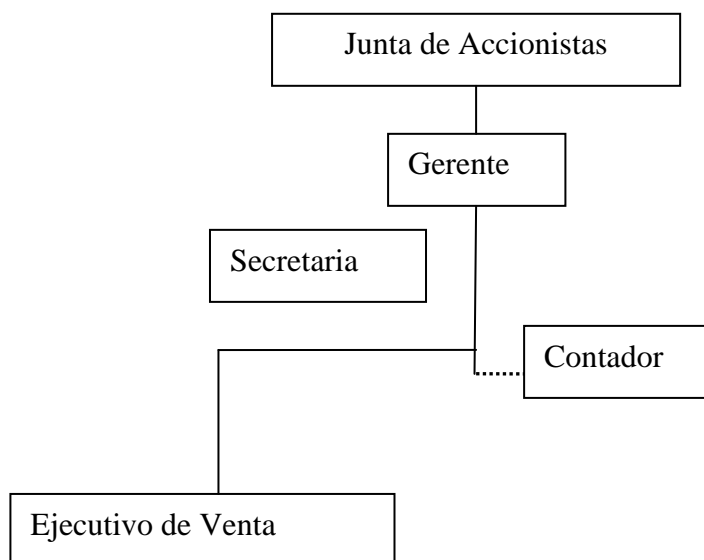 Junta de Accionistas
Gerente
Secretaria
Contador
Ejecutivo de Venta